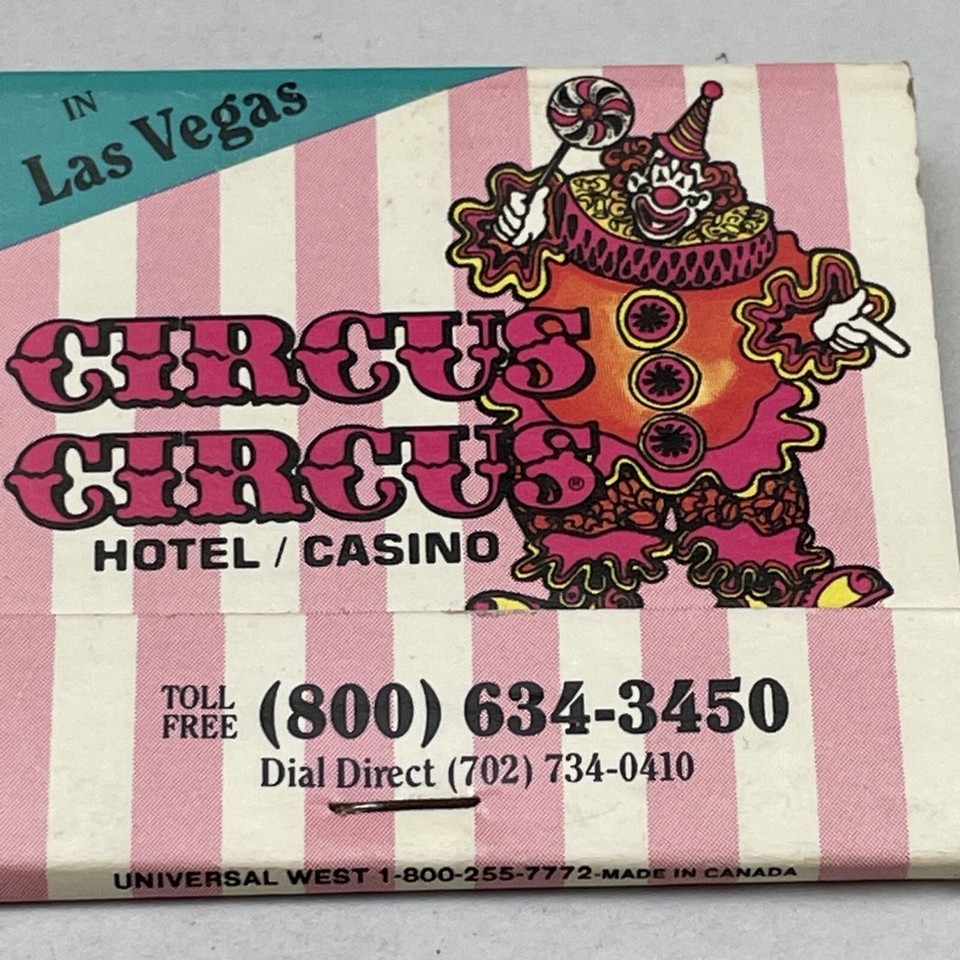 IN
Las Vegas
CIRCUS
CIRCUS®
HOTEL / CASINO
TOLL
FREE
(800) 634-3450
Dial Direct (702) 734-0410
UNIVERSAL WEST 1-800-255-7772-MADE IN CANADA